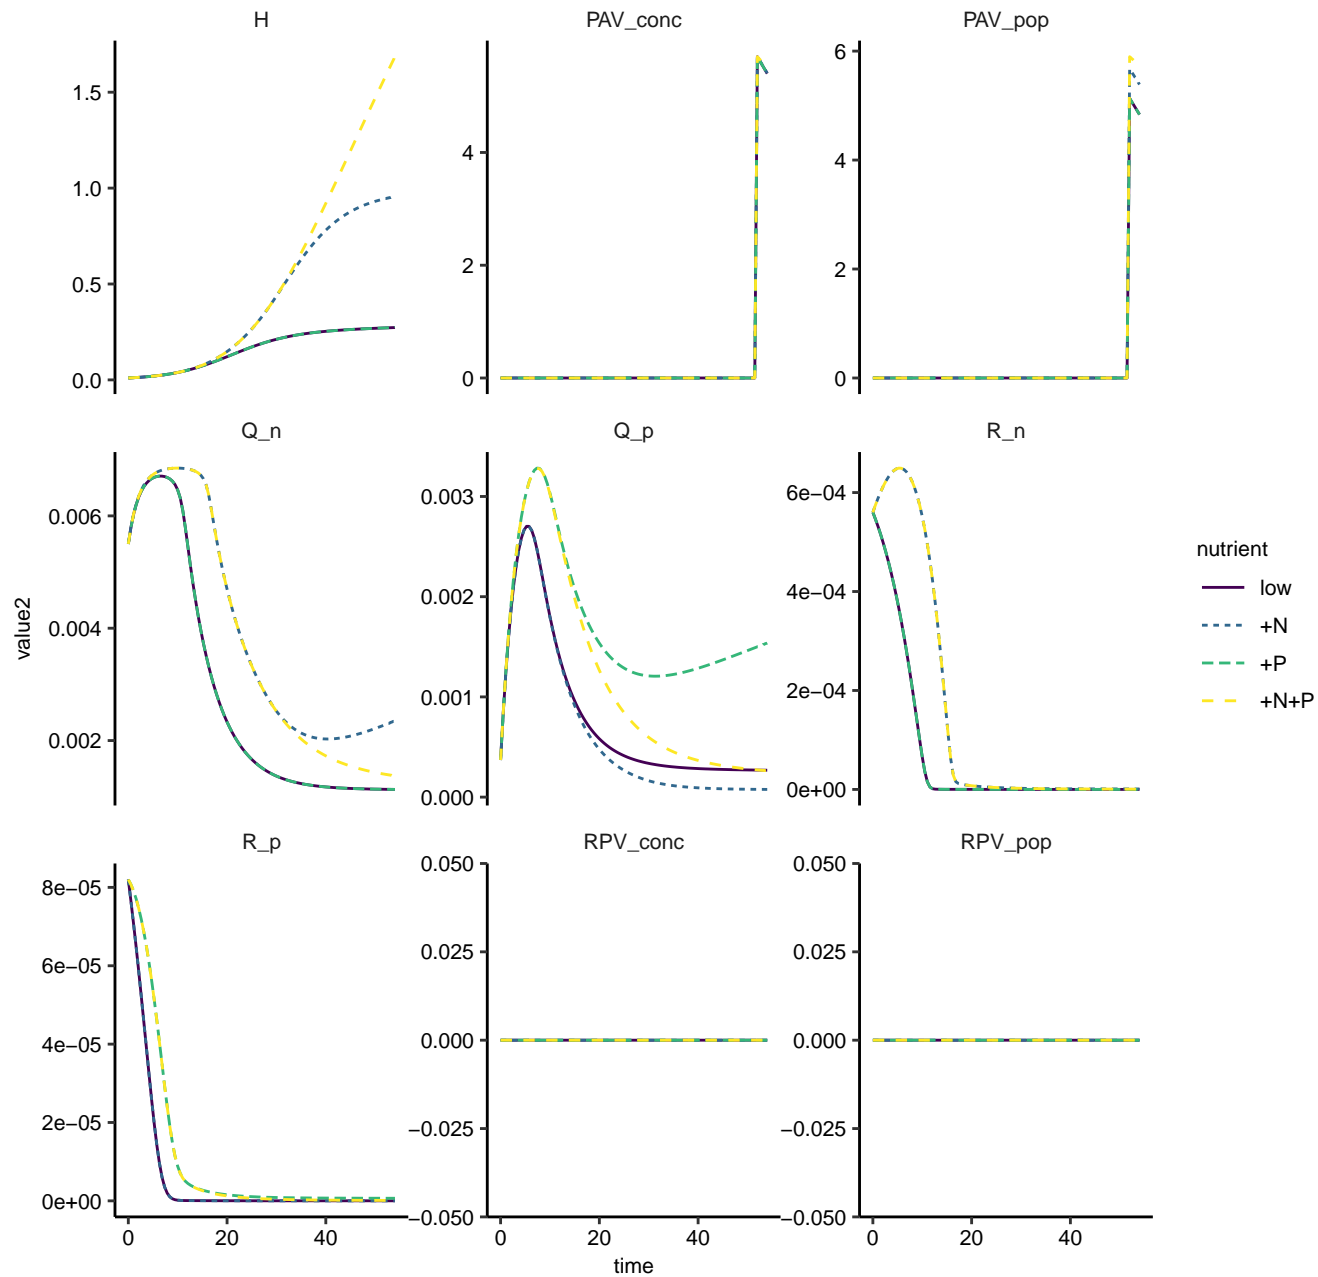 H
PAV_conc
PAV_pop
1.5
1.0
0.5
0.0
4
2
0
6
4
2
0
Q_n
Q_p
R_n
0.006
0.004
0.002
0.003
0.002
0.001
0.000
6e−04
4e−04
2e−04
0e+00
R_p
RPV_conc
RPV_pop
8e−05
6e−05
4e−05
2e−05
0e+00
0.050
0.025
0.000
−0.025
−0.050
0.050
0.025
0.000
−0.025
−0.050
0 20 40
0 20 40
0 20 40
time
value2
nutrient
low
+N
+P
+N+P